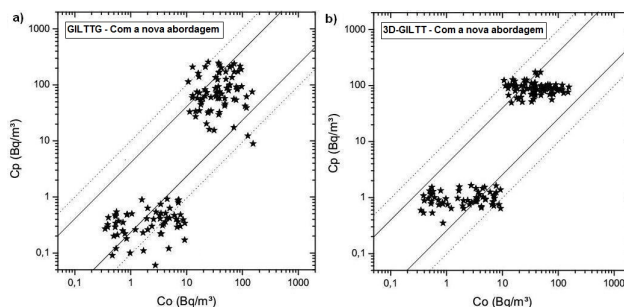 a)
GILTTG - Com a nova abordagem
Cp (Bq/m³)
1000
100
10
1
0,1
0,1 1 10 100 1000
Co (Bq/m³)
b)
3D-GILTT - Com a nova abordagem
Cp (Bq/m³)
1000
100
10
1
0,1
0,1 1 10 100 1000
Co (Bq/m³)